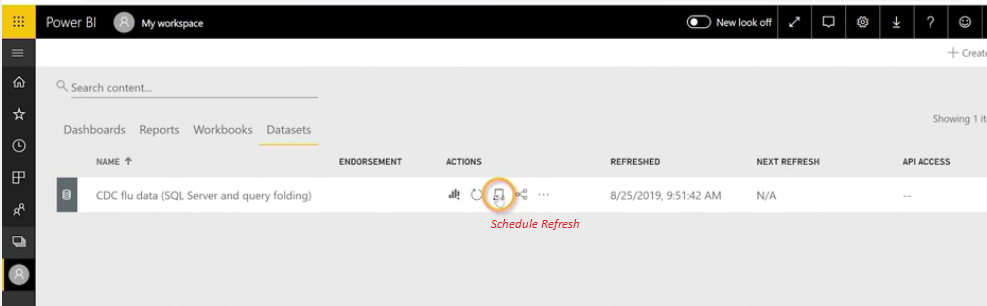 Power BI My workspace New look off
Create
Search content...
Showing 1 it
Dashboards Reports Workbooks Datasets
NAME ENDORSEMENT ACTIONS REFRESHED NEXT REFRESH API ACCESS
CDC flu data (SQL Server and query folding) 8/25/2019, 9:51:42 AM N/A --
Schedule Refresh